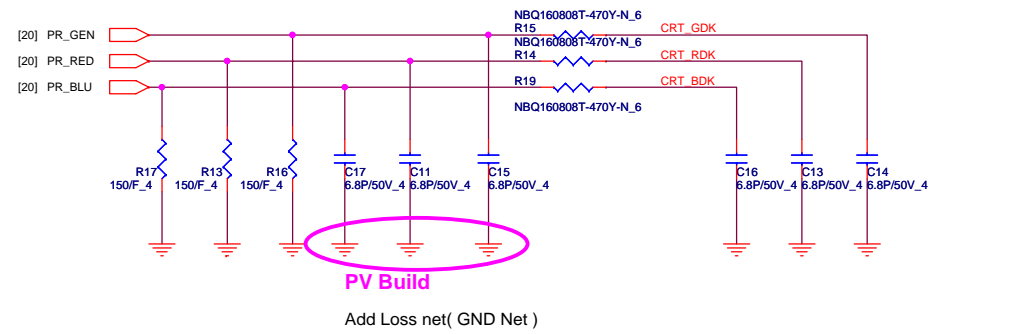 NBQ160808T-470Y-N_6
[20] PR_GEN
R15
CRT_GDK
NBQ160808T-470Y-N_6
[20] PR_RED
R14
CRT_RDK
[20] PR_BLU
R19
CRT_BDK
NBQ160808T-470Y-N_6
R17
150/F_4
R13
150/F_4
R16
150/F_4
C17
6.8P/50V_4
C11
6.8P/50V_4
C15
6.8P/50V_4
C16
6.8P/50V_4
C13
6.8P/50V_4
C14
6.8P/50V_4
PV Build
Add Loss net( GND Net )